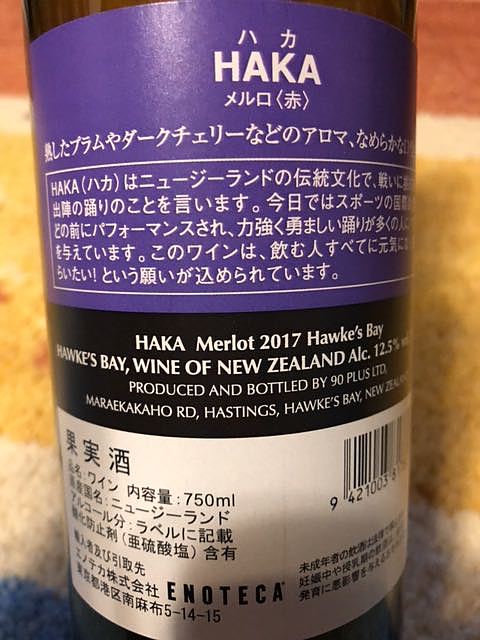 ハカ
HAKA
メルロ〈赤〉
熟したプラムやダークチェリーなどのアロマ、なめらかな
HAKA(ハカ)はニュージーランドの伝統文化で、戦いに
出陣の踊りのことを言います。今日ではスポーツの国際
どの前にパフォーマンスされ、力強く勇ましい踊りが多くの人に
を与えています。このワインは、飲む人すべてに元気にな
らいたい!という願いが込められています。
HAKA Merlot 2017 Hawke's Bay
HAWKE'S BAY, WINE OF NEW ZEALAND Alc. 12.5%
PRODUCED AND BOTTLED BY 90 PLUS LTD,
MARAEKAKAHO RD, HASTINGS, HAWKE'S BAY, NEW ZEALAND
果実酒
品名:ワイン 内容量:750ml
原産国名:ニュージーランド
アルコール分:ラベルに記載
酸化防止剤(亜硫酸塩)含有
輸入者及び引取先
エノテカ株式会社 ENOTECA
東京都港区南麻布5-14-15
9 421003 8
未成年者の飲酒は法律で
妊娠中や授乳期の飲酒
発育に悪影響を与える